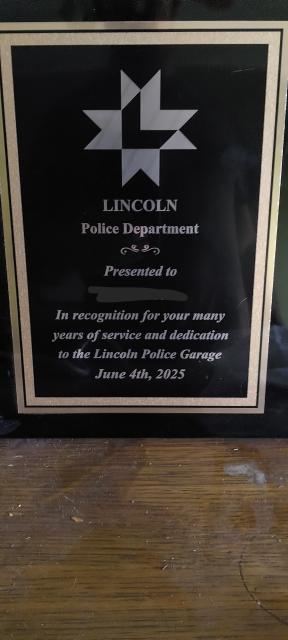 LINCOLN
Police Department
Presented to
In recognition for your many
years of service and dedication
to the Lincoln Police Garage
June 4th, 2025